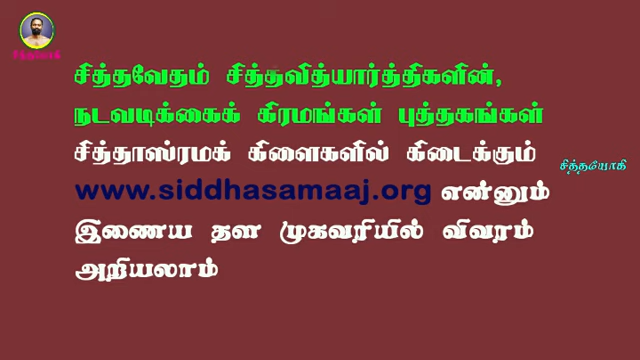 சித்தயோகி
சித்தவேதம் சித்தவித்யார்த்திகளின்,
நடவடிக்கைக் கிரமங்கள் புத்தகங்கள்
சித்தாஸ்ரமக் கிளைகளில் கிடைக்கும்
சித்தயோகி
www.siddhasamaaj.org என்னும்
இணைய தள முகவரியில் விவரம்
அறியலாம்